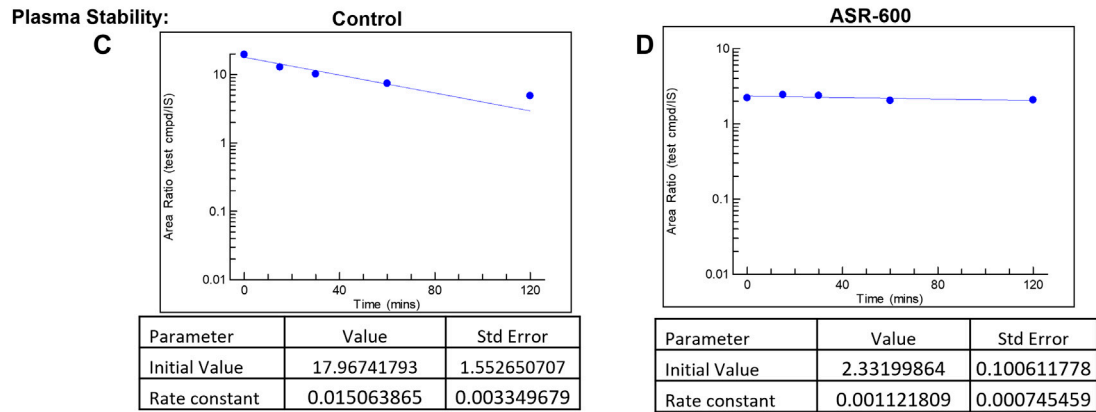 Plasma Stability:
Control
ASR-600
C
D
Area Ratio (test cmpd/IS)
10
1
0.1
0.01
0
40
80
120
Time (mins)
Area Ratio (test cmpd/IS)
10
1
0.1
0.01
0
40
80
120
Time (mins)
Parameter Value Std Error
Initial Value 17.96741793 1.552650707
Rate constant 0.015063865 0.003349679
Parameter Value Std Error
Initial Value 2.33199864 0.100611778
Rate constant 0.001121809 0.000745459